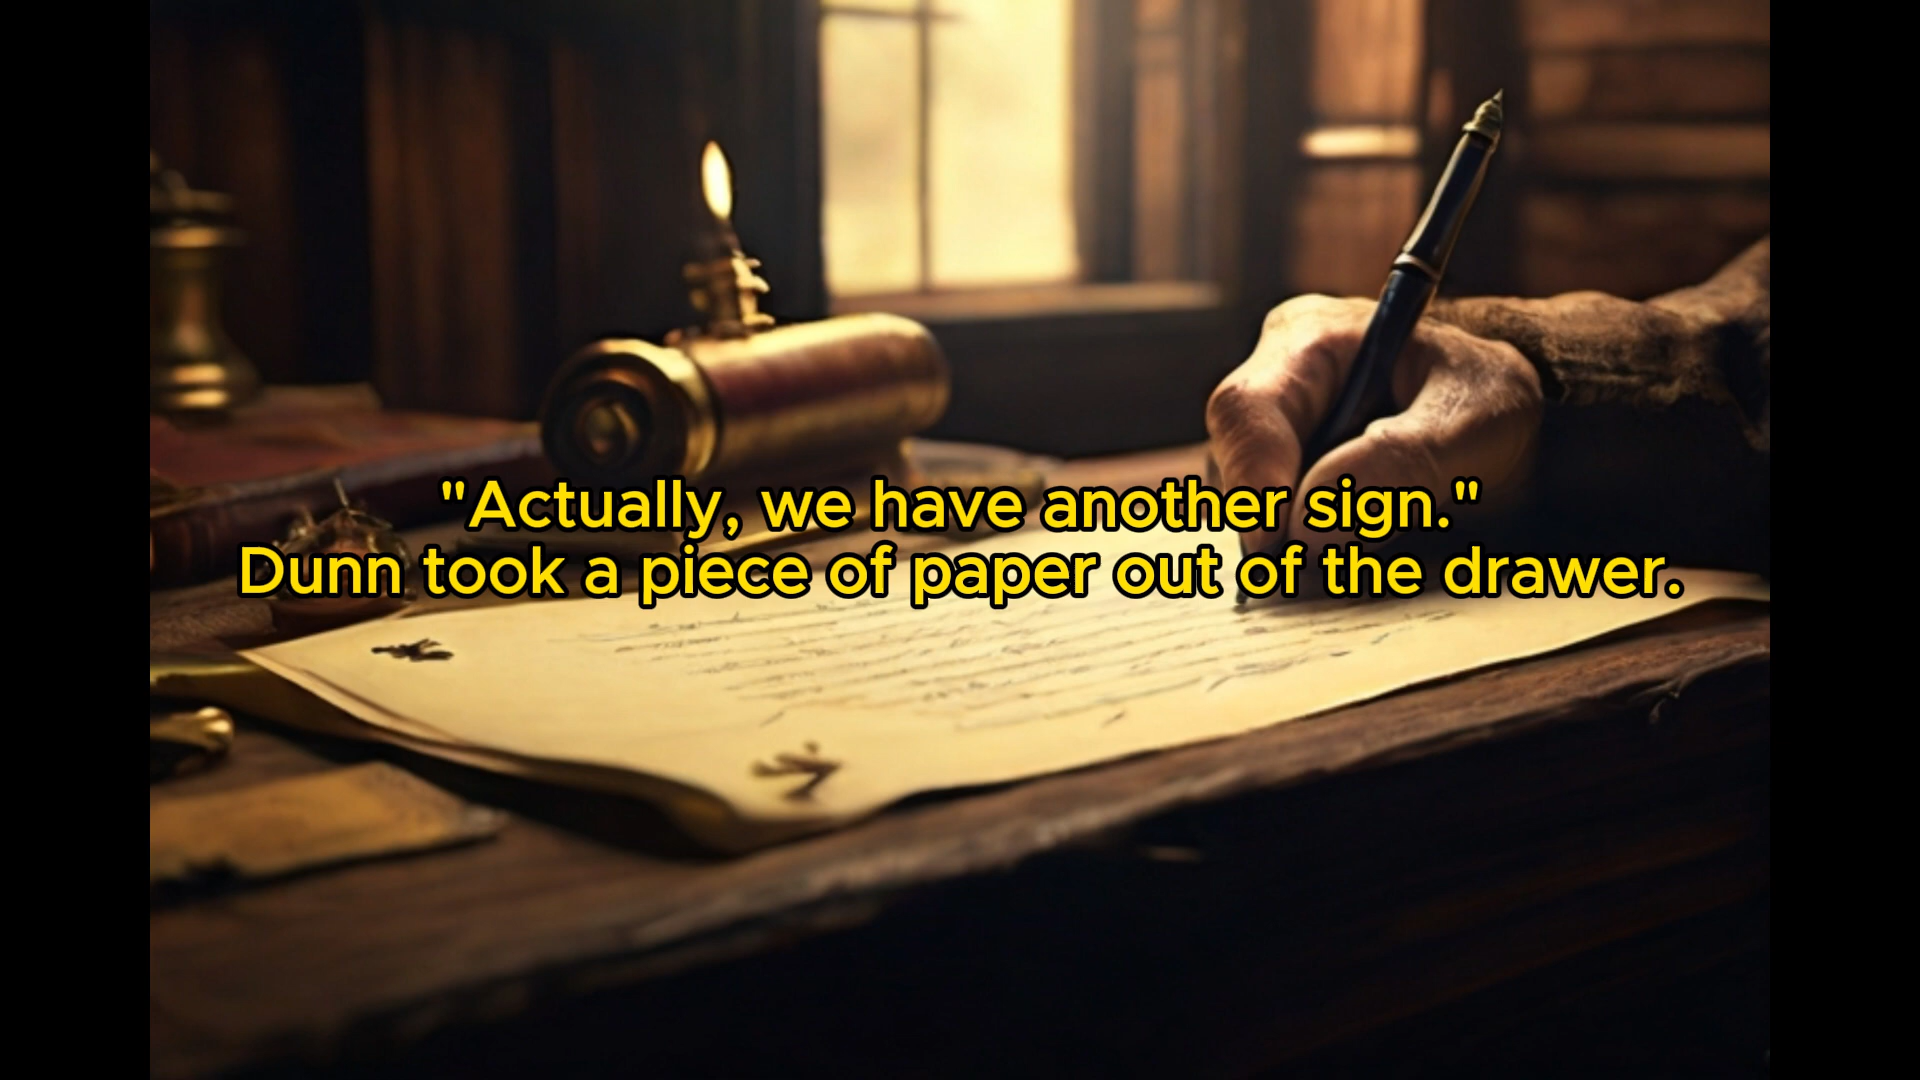 "Actually, we have another sign."
Dunn took a piece of paper out of the drawer.